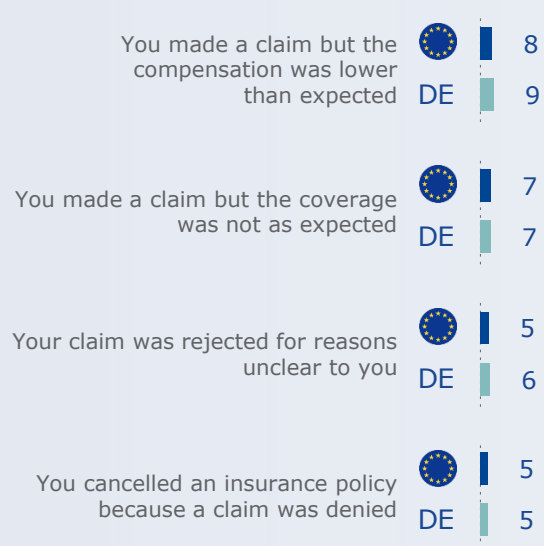 You made a claim but the
compensation was lower
than expected
8
DE 9
You made a claim but the coverage
was not as expected
7
DE 7
Your claim was rejected for reasons
unclear to you
5
DE 6
You cancelled an insurance policy
because a claim was denied
5
DE 5